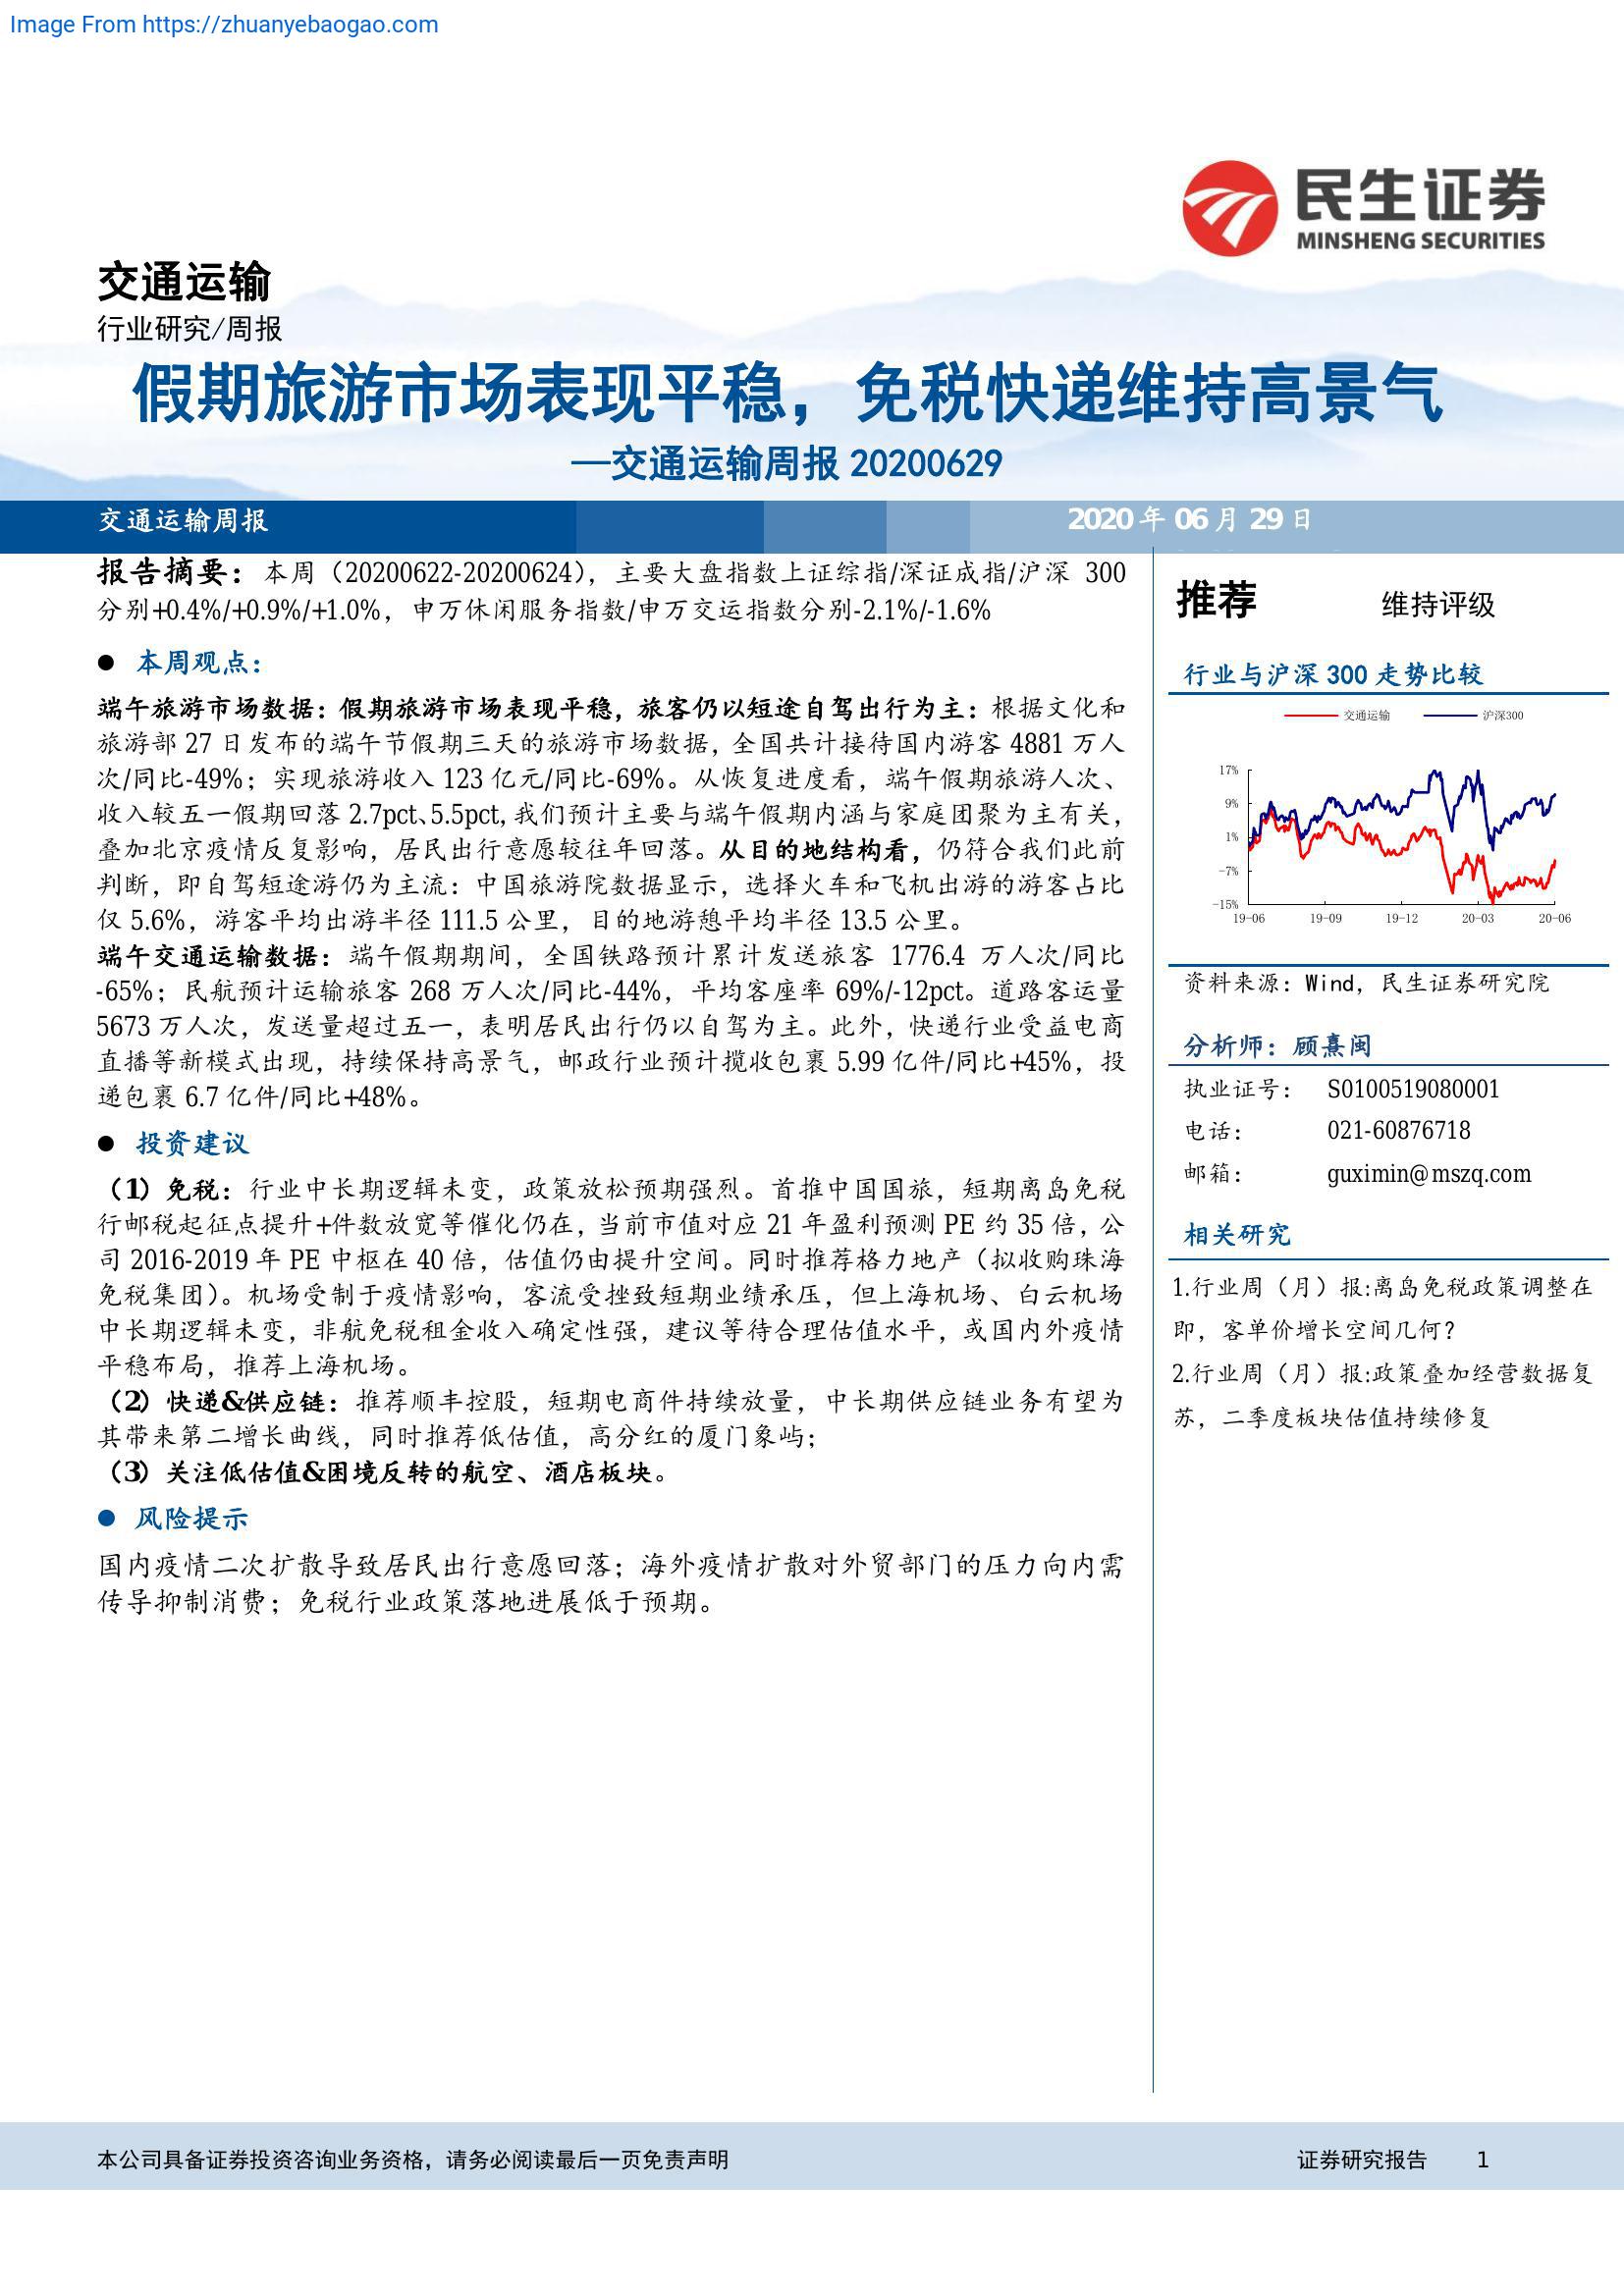 Image From https://zhuanyebaogao.com
民生证券
MINSHENG SECURITIES
交通运输
行业研究/周报
假期旅游市场表现平稳，免税快递维持高景气
—交通运输周报 20200629
交通运输周报
2020 年 06 月 29 日
报告摘要：本周（20200622-20200624），主要大盘指数上证综指/深证成指/沪深 300
分别+0.4%/+0.9%/+1.0%，申万休闲服务指数/申万交运指数分别-2.1%/-1.6%
● 本周观点：
端午旅游市场数据：假期旅游市场表现平稳，旅客仍以短途自驾出行为主：根据文化和
旅游部 27 日发布的端午节假期三天的旅游市场数据，全国共计接待国内游客 4881 万人
次/同比-49%；实现旅游收入 123 亿元/同比-69%。从恢复进度看，端午假期旅游人次、
收入较五一假期回落 2.7pct、5.5pct，我们预计主要与端午假期内涵与家庭团聚为主有关，
叠加北京疫情反复影响，居民出行意愿较往年回落。从目的地结构看，仍符合我们此前
判断，即自驾短途游仍为主流：中国旅游院数据显示，选择火车和飞机出游的游客占比
仅 5.6%，游客平均出游半径 111.5 公里，目的地游憩平均半径 13.5 公里。
端午交通运输数据：端午假期期间，全国铁路预计累计发送旅客 1776.4 万人次/同比
-65%；民航预计运输旅客 268 万人次/同比-44%，平均客座率 69%/-12pct。道路客运量
5673 万人次，发送量超过五一，表明居民出行仍以自驾为主。此外，快递行业受益电商
直播等新模式出现，持续保持高景气，邮政行业预计揽收包裹 5.99 亿件/同比+45%，投
递包裹 6.7 亿件/同比+48%。
● 投资建议
（1）免税：行业中长期逻辑未变，政策放松预期强烈。首推中国国旅，短期离岛免税
行邮税起征点提升+件数放宽等催化仍在，当前市值对应 21 年盈利预测 PE 约 35 倍，公
司 2016-2019 年 PE 中枢在 40 倍，估值仍由提升空间。同时推荐格力地产（拟收购珠海
免税集团）。机场受制于疫情影响，客流受挫致短期业绩承压，但上海机场、白云机场
中长期逻辑未变，非航免税租金收入确定性强，建议等待合理估值水平，或国内外疫情
平稳布局，推荐上海机场。
（2）快递&供应链：推荐顺丰控股，短期电商件持续放量，中长期供应链业务有望为
其带来第二增长曲线，同时推荐低估值，高分红的厦门象屿；
（3）关注低估值&困境反转的航空、酒店板块。
● 风险提示
国内疫情二次扩散导致居民出行意愿回落；海外疫情扩散对外贸部门的压力向内需
传导抑制消费；免税行业政策落地进展低于预期。
推荐 维持评级
行业与沪深 300 走势比较
交通运输 沪深300
17%
9%
1%
-7%
-15%
19-06 19-09 19-12 20-03 20-06
资料来源：Wind，民生证券研究院
分析师：顾熹闽
执业证号： S0100519080001
电话： 021-60876718
邮箱： guximin@mszq.com
相关研究
1.行业周（月）报:离岛免税政策调整在
即，客单价增长空间几何?
2.行业周（月）报:政策叠加经营数据复
苏，二季度板块估值持续修复
本公司具备证券投资咨询业务资格，请务必阅读最后一页免责声明
证券研究报告 1